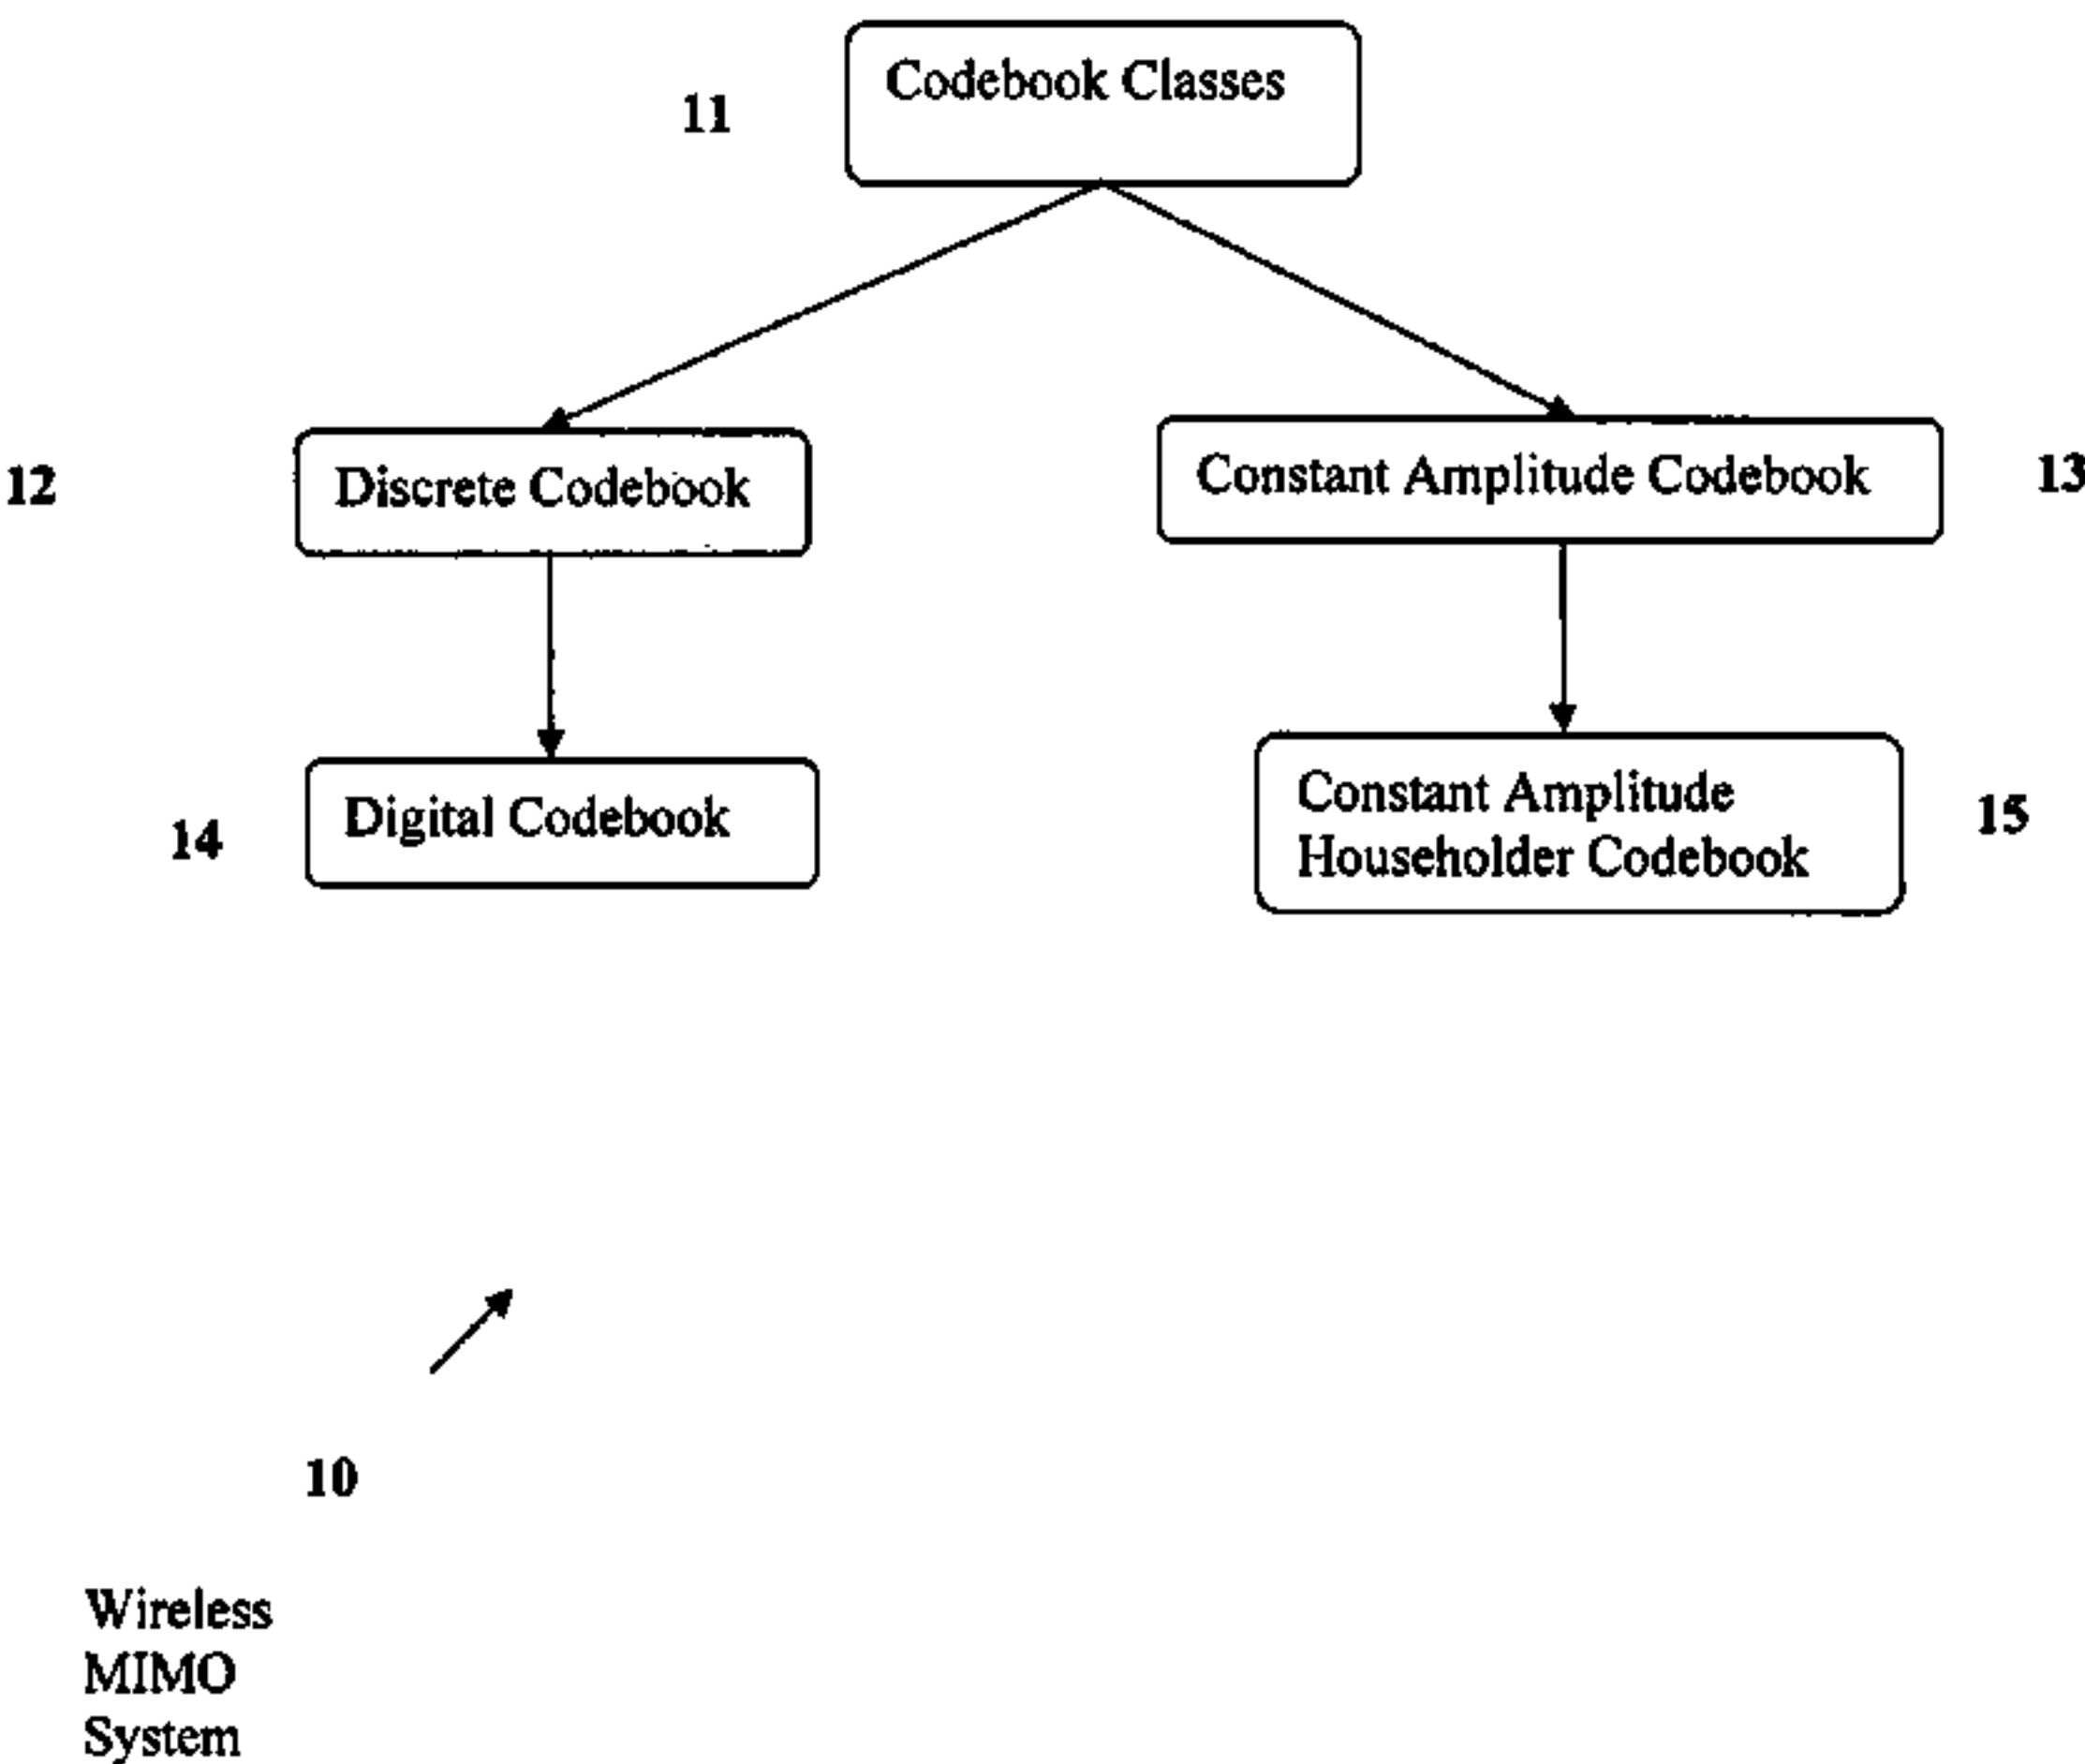 Codebook Classes
11
12
Discrete Codebook
Constant Amplitude Codebook
13
14
Digital Codebook
Constant Amplitude
Householder Codebook
15
10
Wireless
MIMO
System